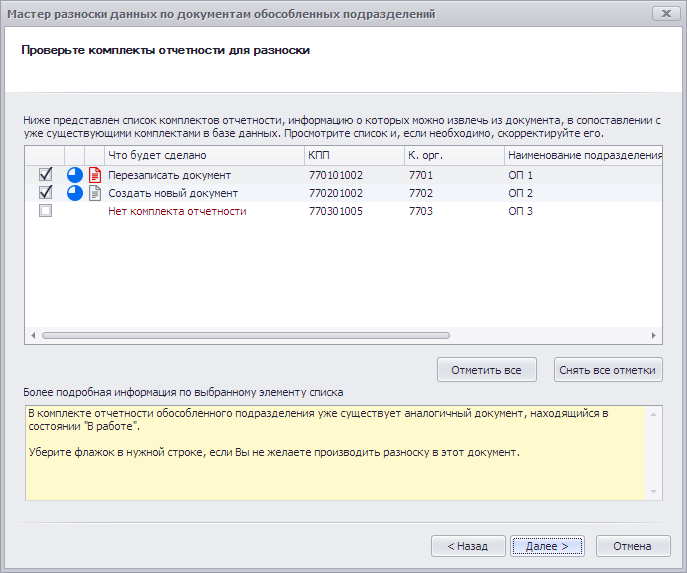 Мастер разноски данных по документам обособленных подразделений
Проверьте комплекты отчетности для разноски
Ниже представлен список комплектов отчетности, информацию о которых можно извлечь из документа, в сопоставлении с
уже существующими комплектами в базе данных. Просмотрите список и, если необходимо, скорректируйте его.
Что будет сделано КПП К. орг. Наименование подразделения
Перезаписать документ 770101002 7701 ОП 1
Создать новый документ 770201002 7702 ОП 2
Нет комплекта отчетности 770301005 7703 ОП 3
Отметить все Снять все отметки
Более подробная информация по выбранному элементу списка
В комплекте отчетности обособленного подразделения уже существует аналогичный документ, находящийся в
состоянии "В работе".
Уберите флажок в нужной строке, если Вы не желаете производить разноску в этот документ.
< Назад Далее > Отмена